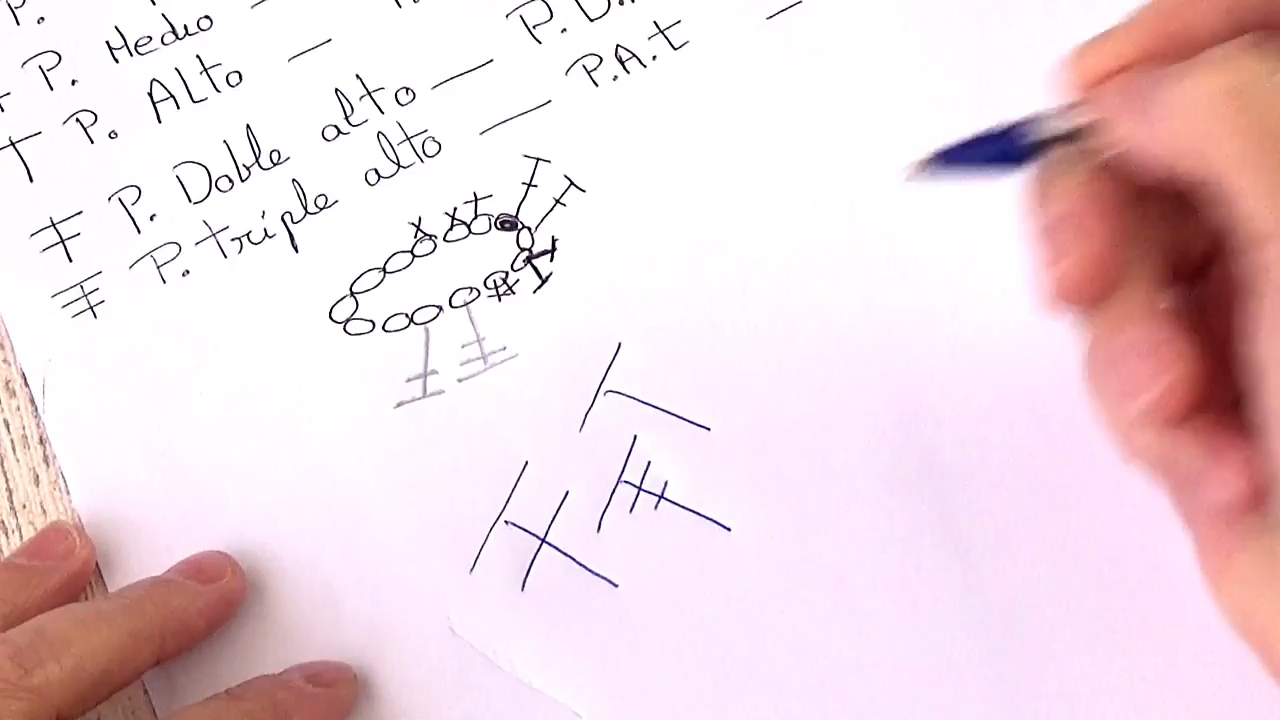 P.
P. Medio —
P. Alto —
P. Doble alto — P. D.
P. triple alto — P.A.t —